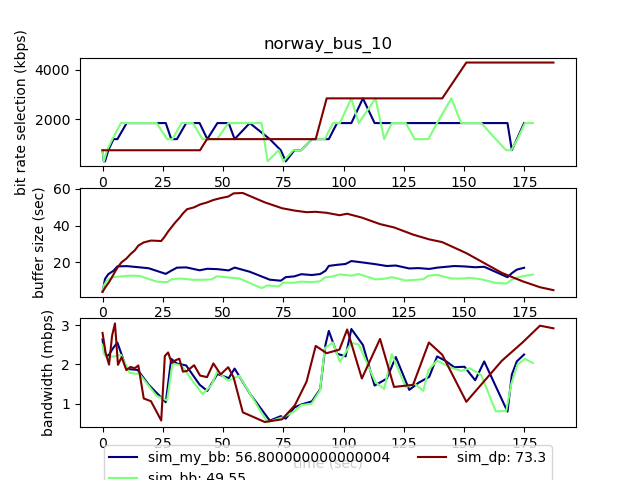 norway_bus_10
bit rate selection (kbps)
4000
2000
0 25 50 75 100 125 150 175
buffer size (sec)
60
40
20
0 25 50 75 100 125 150 175
bandwidth (mbps)
3
2
1
0 25 50 75 100 125 150 175
time (sec)
sim_my_bb: 56.800000000000004 sim_dp: 73.3
sim_bb: 49.55